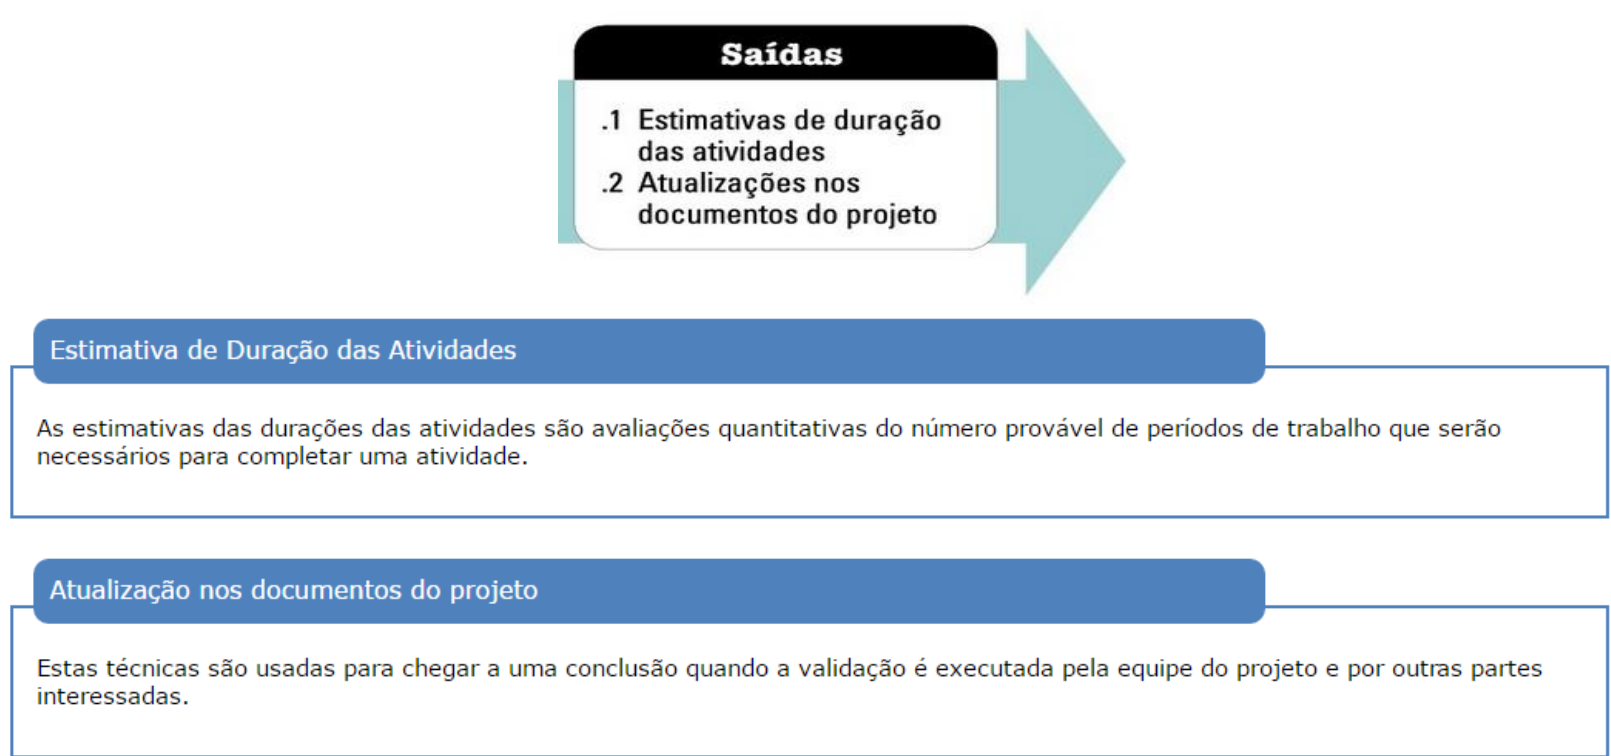 Saídas
.1 Estimativas de duração
das atividades
.2 Atualizações nos
documentos do projeto
Estimativa de Duração das Atividades
As estimativas das durações das atividades são avaliações quantitativas do número provável de períodos de trabalho que serão
necessários para completar uma atividade.
Atualização nos documentos do projeto
Estas técnicas são usadas para chegar a uma conclusão quando a validação é executada pela equipe do projeto e por outras partes
interessadas.